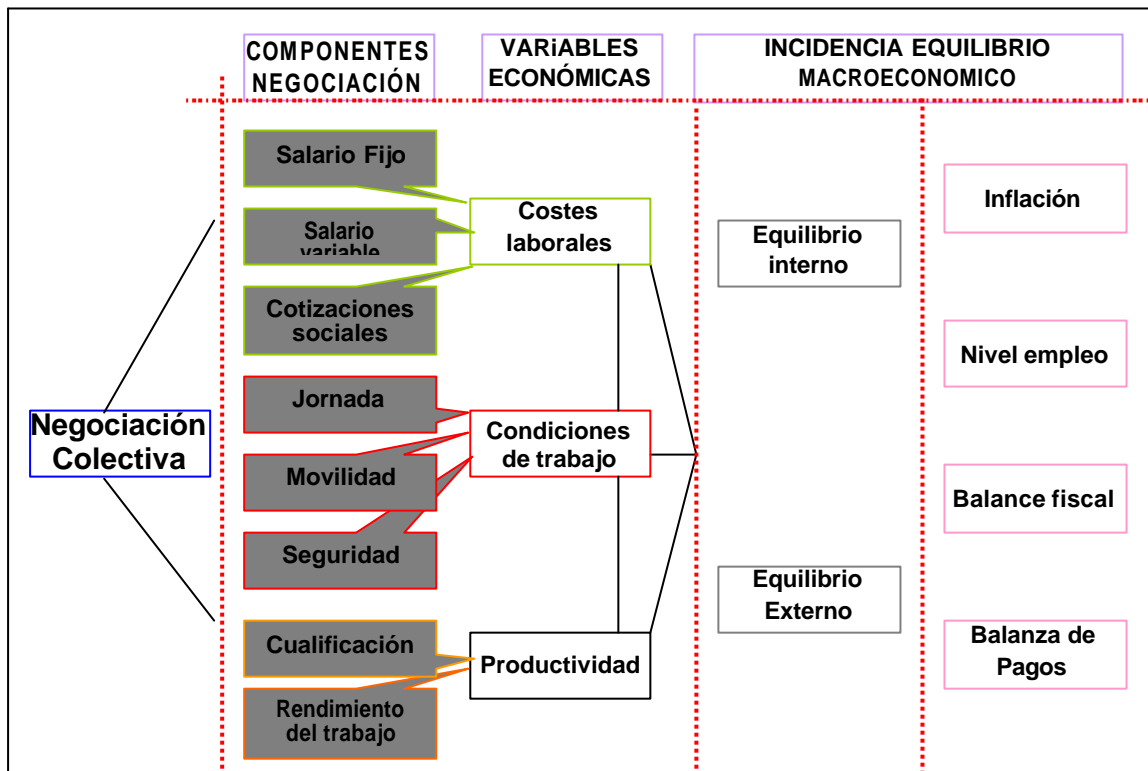 COMPONENTES
NEGOCIACIÓN
VARiABLES
ECONÓMICAS
INCIDENCIA EQUILIBRIO
MACROECONOMICO
Negociación
Colectiva
Salario Fijo
Salario
variable
Cotizaciones
sociales
Jornada
Movilidad
Seguridad
Cualificación
Rendimiento
del trabajo
Costes
laborales
Condiciones
de trabajo
Productividad
Equilibrio
interno
Equilibrio
Externo
Inflación
Nivel empleo
Balance fiscal
Balanza de
Pagos